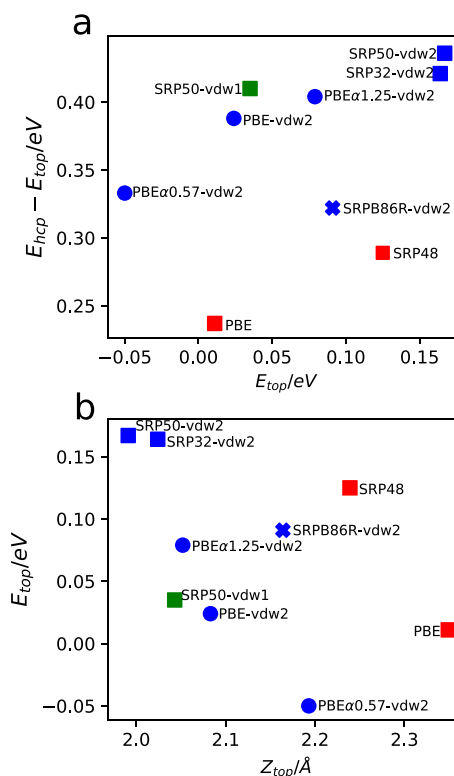 a
SRP50-vdw2
SRP32-vdw2
SRP50-vdw1
PBEα1.25-vdw2
PBE-vdw2
PBEα0.57-vdw2
SRPB86R-vdw2
SRP48
PBE
0.40
0.35
0.30
0.25
E_hcp − E_top/eV
−0.05 0.00 0.05 0.10 0.15
E_top/eV
b
SRP50-vdw2
SRP32-vdw2
SRP48
SRPB86R-vdw2
PBEα1.25-vdw2
SRP50-vdw1
PBE-vdw2
PBE
PBEα0.57-vdw2
0.15
0.10
0.05
0.00
−0.05
E_top/eV
2.0 2.1 2.2 2.3
Z_top/Å